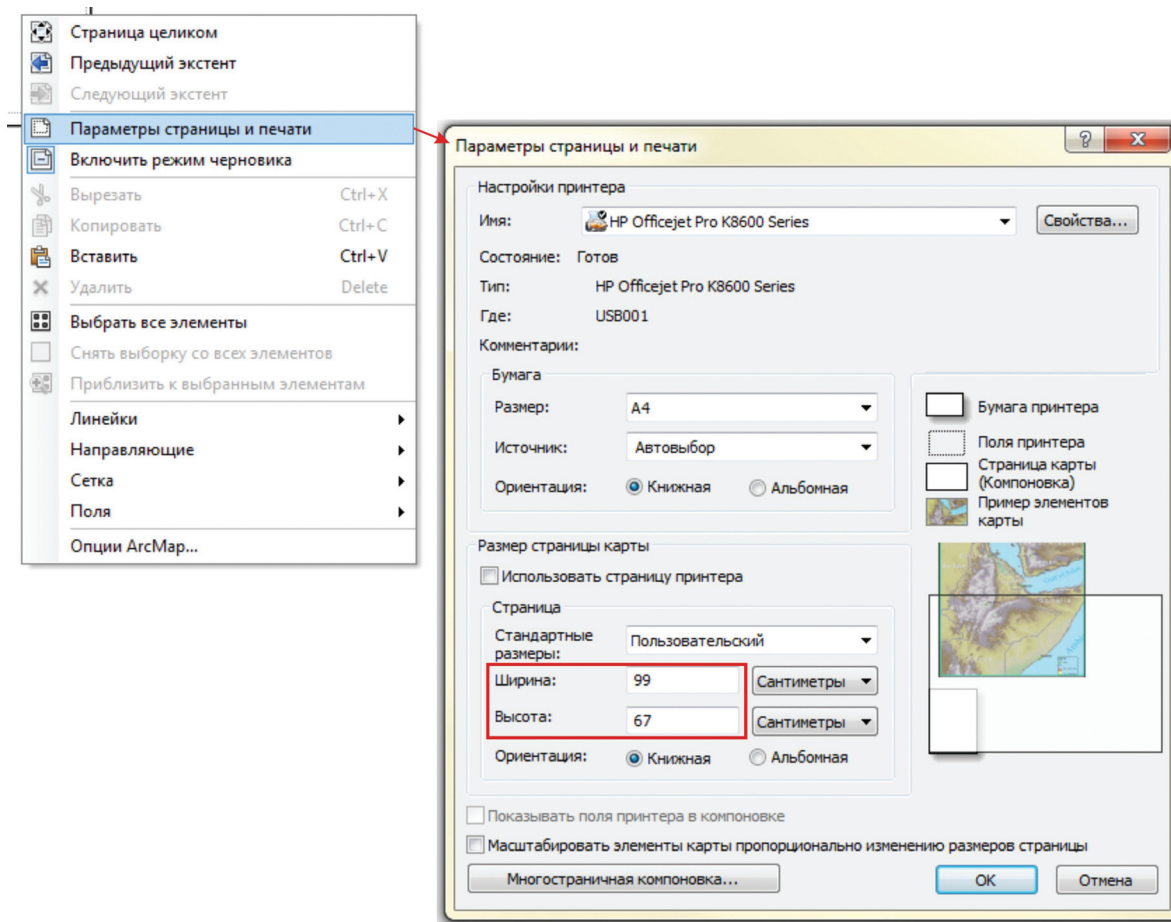 Страница целиком
Предыдущий экстент
Следующий экстент
Параметры страницы и печати
Включить режим черновика
Вырезать Ctrl+X
Копировать Ctrl+C
Вставить Ctrl+V
Удалить Delete
Выбрать все элементы
Снять выборку со всех элементов
Приблизить к выбранным элементам
Линейки
Направляющие
Сетка
Поля
Опции ArcMap...
Параметры страницы и печати
Настройки принтера
Имя: HP Officejet Pro K8600 Series Свойства...
Состояние: Готов
Тип: HP Officejet Pro K8600 Series
Где: USB001
Комментарии:
Бумага
Размер: A4
Источник: Автовыбор
Ориентация: Книжная Альбомная
Бумага принтера
Поля принтера
Страница карты
(Компоновка)
Пример элементов
карты
Размер страницы карты
Использовать страницу принтера
Страница
Стандартные
размеры: Пользовательский
Ширина: 99 Сантиметры
Высота: 67 Сантиметры
Ориентация: Книжная Альбомная
Показывать поля принтера в компоновке
Масштабировать элементы карты пропорционально изменению размеров страницы
Многостраничная компоновка... OK Отмена